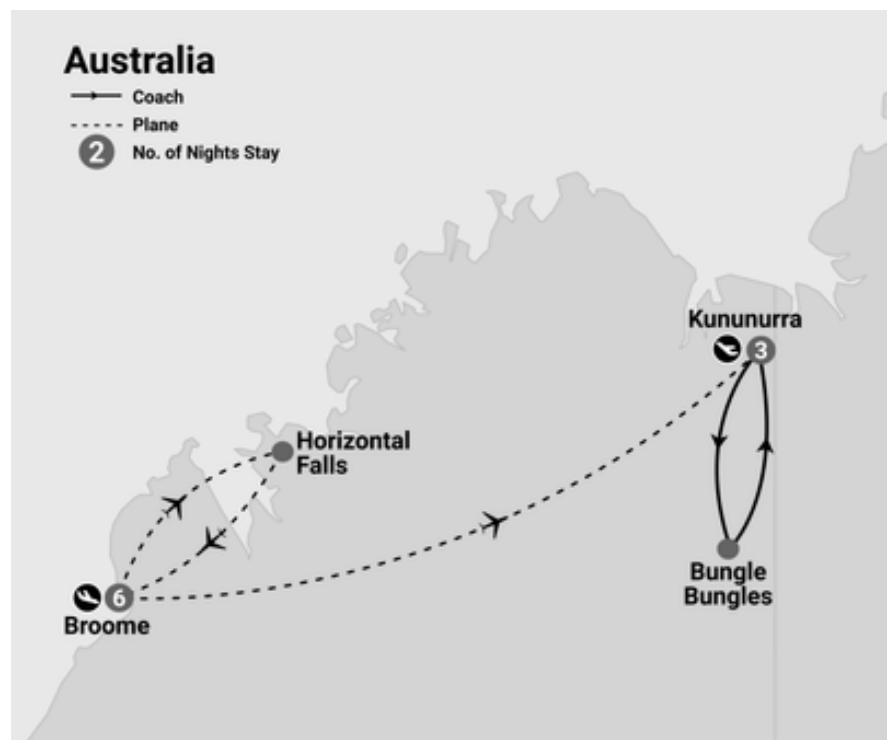 Australia
Coach
Plane
2 No. of Nights Stay
Kununurra
3
Horizontal
Falls
Bungle
Bungles
6
Broome